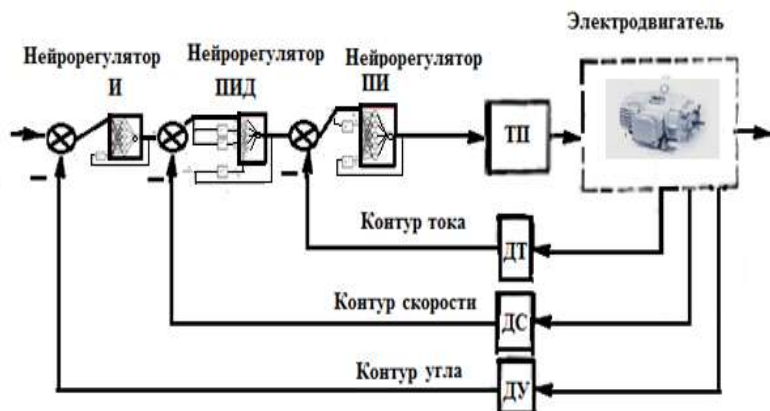 Электродвигатель
Нейрорегулятор
И
Нейрорегулятор
ПИД
Нейрорегулятор
ПИ
ТП
Контур тока
ДТ
Контур скорости
ДС
Контур угла
ДУ